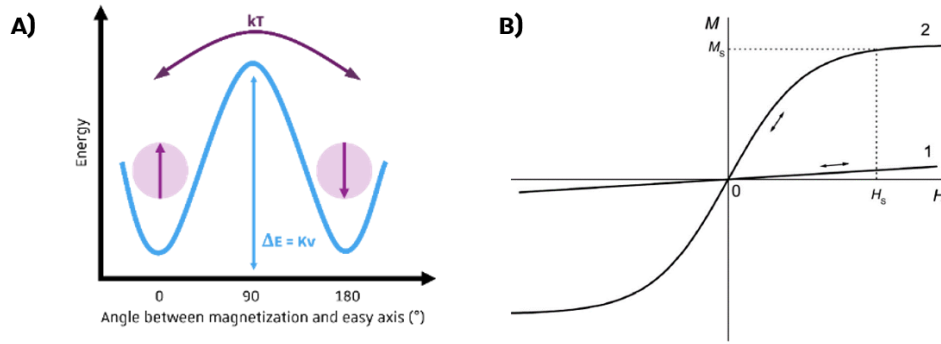 A)
kT
Energy
ΔE = Kv
0 90 180
Angle between magnetization and easy axis (°)
B)
M
2
Ms
1
0
Hs
H